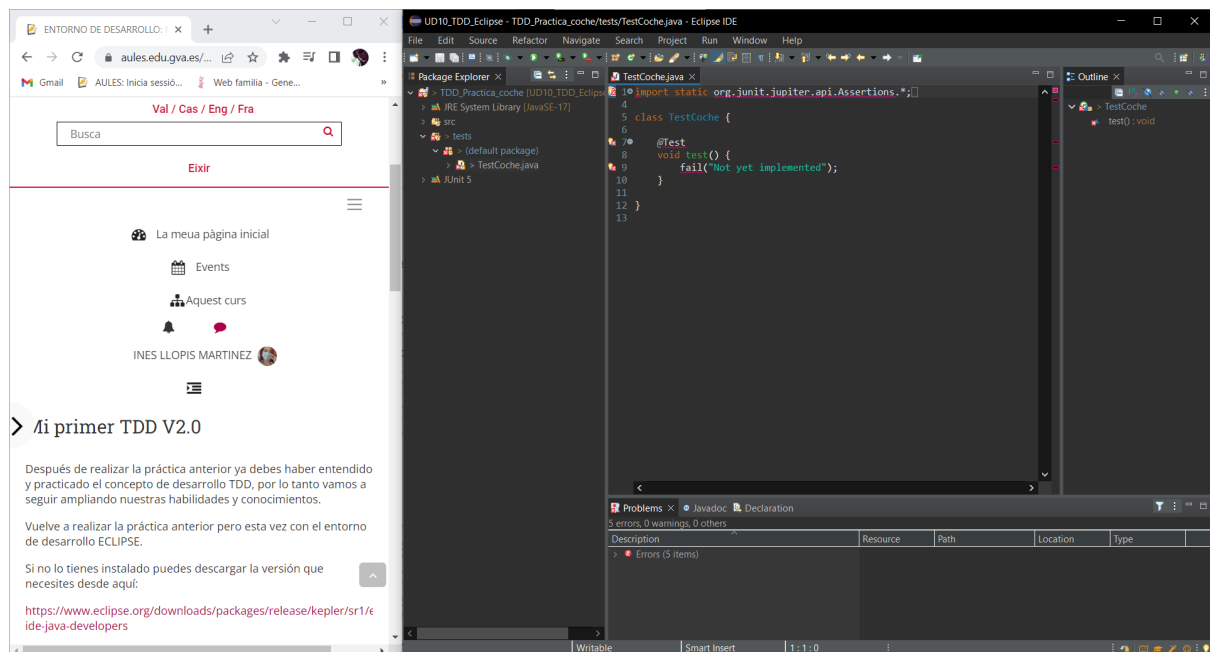 ENTORNO DE DESARROLLO:
aules.edu.gva.es/...
Gmail
AULES: Inicia sessió...
Web familia - Gene...
Val / Cas / Eng / Fra
Busca
Eixir
La meua pàgina inicial
Events
Aquest curs
INES LLOPIS MARTINEZ
Mi primer TDD V2.0
Después de realizar la práctica anterior ya debes haber entendido
y practicado el concepto de desarrollo TDD, por lo tanto vamos a
seguir ampliando nuestras habilidades y conocimientos.
Vuelve a realizar la práctica anterior pero esta vez con el entorno
de desarrollo ECLIPSE.
Si no lo tienes instalado puedes descargar la versión que
necesites desde aquí:
https://www.eclipse.org/downloads/packages/release/kepler/sr1/e
ide-java-developers
UD10_TDD_Eclipse - TDD_Practica_coche/tests/TestCoche.java - Eclipse IDE
File Edit Source Refactor Navigate Search Project Run Window Help
Package Explorer
> TDD_Practica_coche [UD10_TDD_Eclips
JRE System Library [JavaSE-17]
src
> tests
> (default package)
> TestCoche.java
JUnit 5
TestCoche.java
1 import static org.junit.jupiter.api.Assertions.*;
4
5 class TestCoche {
6
7 @Test
8 void test() {
9 fail("Not yet implemented");
10 }
11
12 }
13
Outline
> TestCoche
test() : void
Problems Javadoc Declaration
5 errors, 0 warnings, 0 others
Description Resource Path Location Type
Errors (5 items)
Writable Smart Insert 1 : 1 : 0